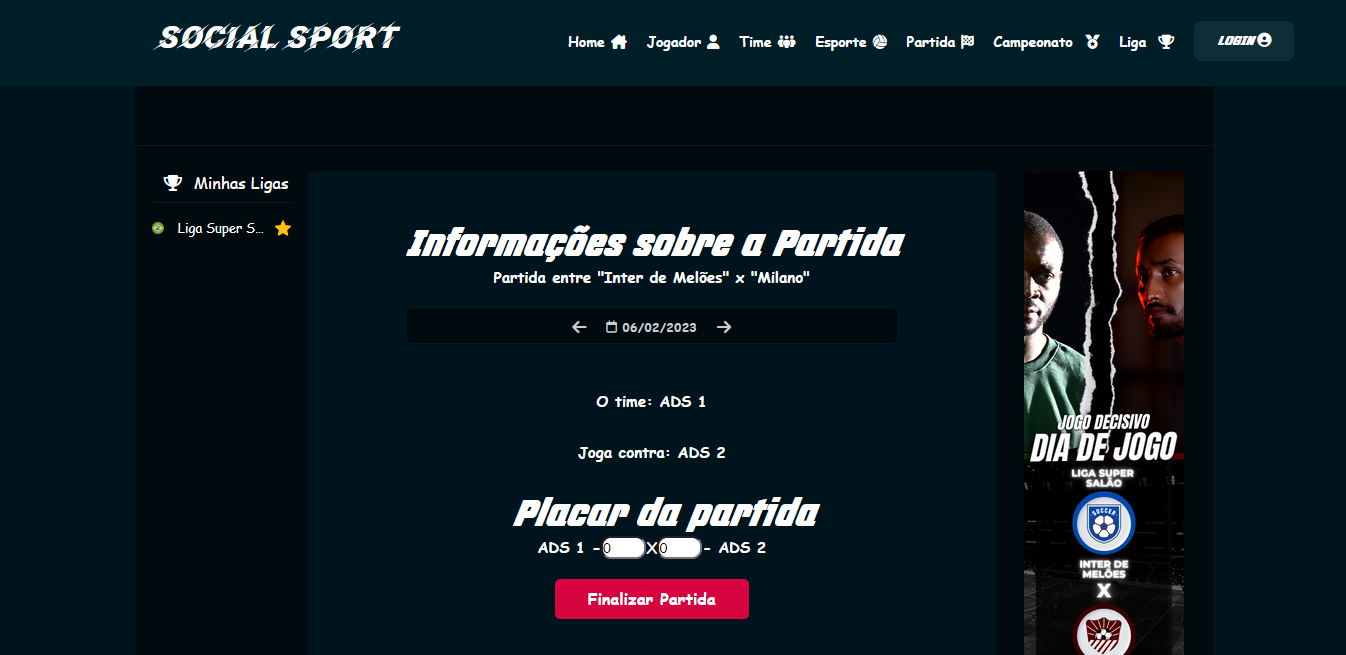 SOCIAL SPORT
Home
Jogador
Time
Esporte
Partida
Campeonato
Liga
LOGIN
Minhas Ligas
Liga Super S...
Informações sobre a Partida
Partida entre "Inter de Melões" x "Milano"
06/02/2023
O time: ADS 1
Joga contra: ADS 2
Placar da partida
ADS 1 -0X0- ADS 2
Finalizar Partida
JOGO DECISIVO
DIA DE JOGO
LIGA SUPER
SALÃO
SOCCER
INTER DE
MELÕES
X